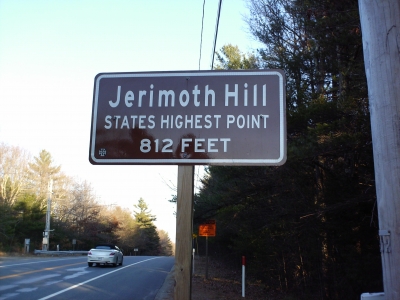 Jerimoth Hill
STATES HIGHEST POINT
812 FEET